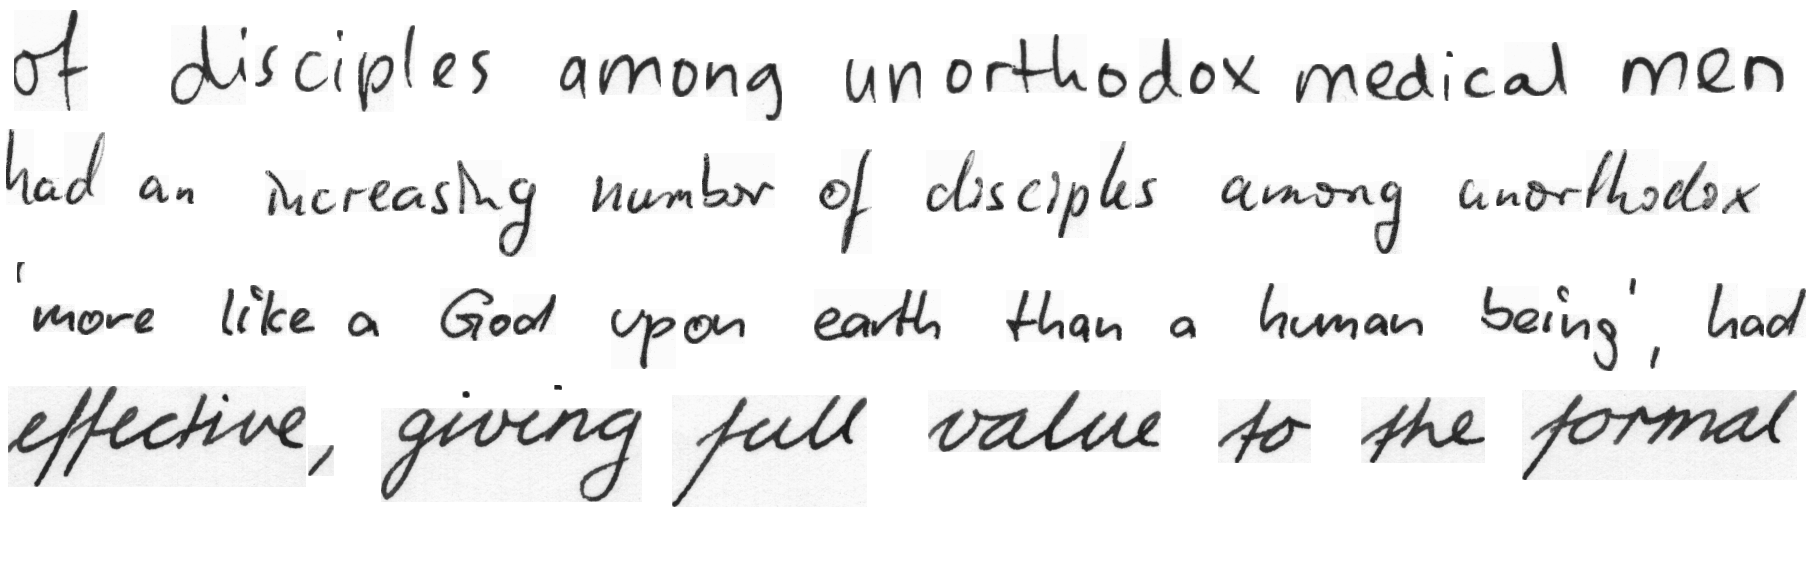 of disciples among unorthodox medical men
had an increasing number of disciples among unorthodox
'more like a God upon earth than a human being', had
effective, giving full value to the formal